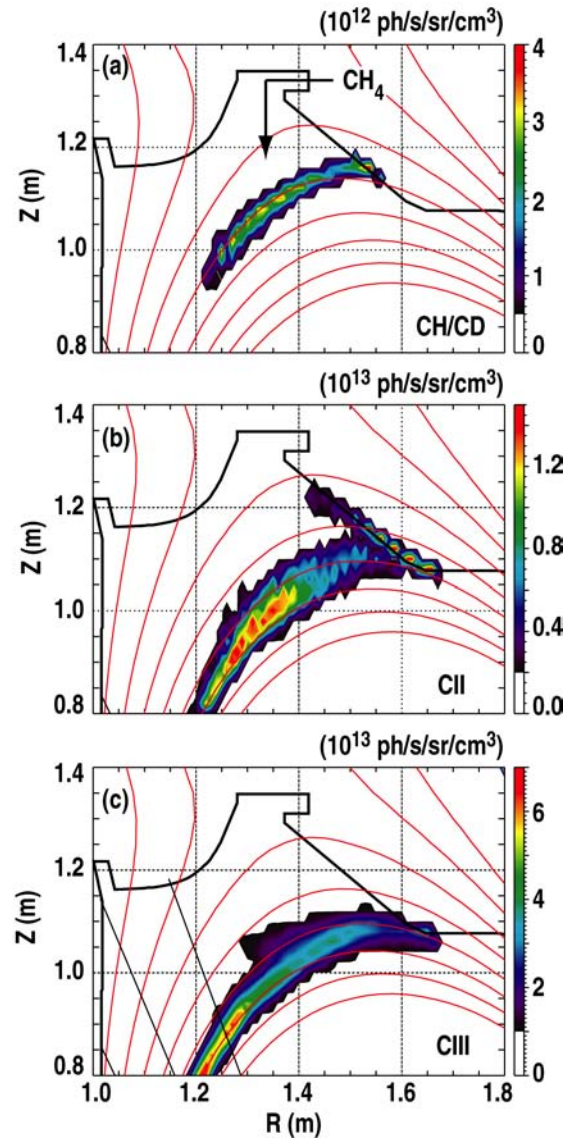 (10¹² ph/s/sr/cm³)
1.4
(a)
CH₄
4
1.2
3
Z (m)
2
1.0
1
CH/CD
0.8
0
(10¹³ ph/s/sr/cm³)
1.4
(b)
1.2
1.2
Z (m)
0.8
1.0
0.4
CII
0.8
0.0
(10¹³ ph/s/sr/cm³)
1.4
(c)
6
1.2
Z (m)
4
1.0
2
CIII
0.8
0
1.0 1.2 1.4 1.6 1.8
R (m)